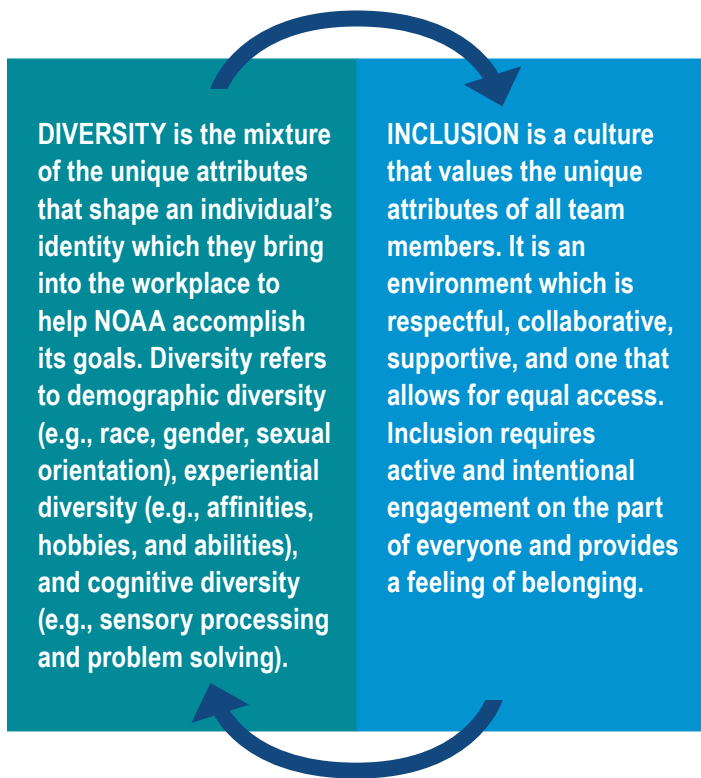 DIVERSITY is the mixture
of the unique attributes
that shape an individual’s
identity which they bring
into the workplace to
help NOAA accomplish
its goals. Diversity refers
to demographic diversity
(e.g., race, gender, sexual
orientation), experiential
diversity (e.g., affinities,
hobbies, and abilities),
and cognitive diversity
(e.g., sensory processing
and problem solving).
INCLUSION is a culture
that values the unique
attributes of all team
members. It is an
environment which is
respectful, collaborative,
supportive, and one that
allows for equal access.
Inclusion requires
active and intentional
engagement on the part
of everyone and provides
a feeling of belonging.